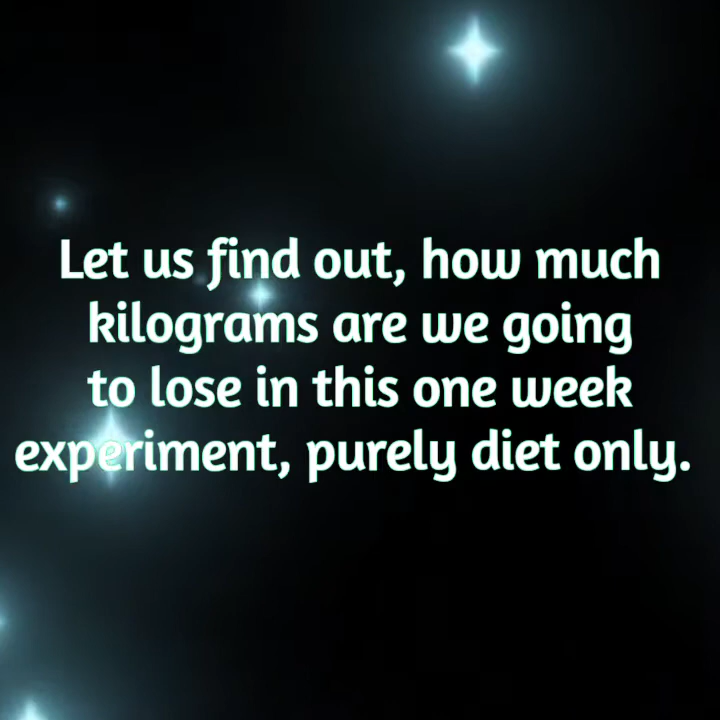 Let us find out, how much
kilograms are we going
to lose in this one week
experiment, purely diet only.